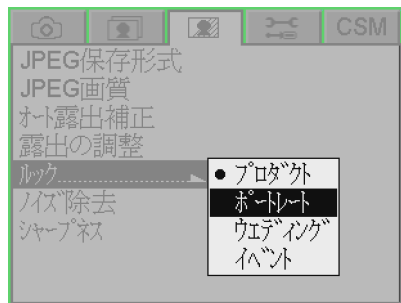 CSM
JPEG保存形式
JPEG画質
ｵｰﾄ露出補正
露出の調整
ﾙｯｸ
● ﾌﾟﾛﾀﾞｸﾄ
ﾎﾟｰﾄﾚｰﾄ
ｳｴﾃﾞｨﾝｸﾞ
ｲﾍﾞﾝﾄ
ﾉｲｽﾞ除去
ｼｬｰﾌﾟﾈｽ